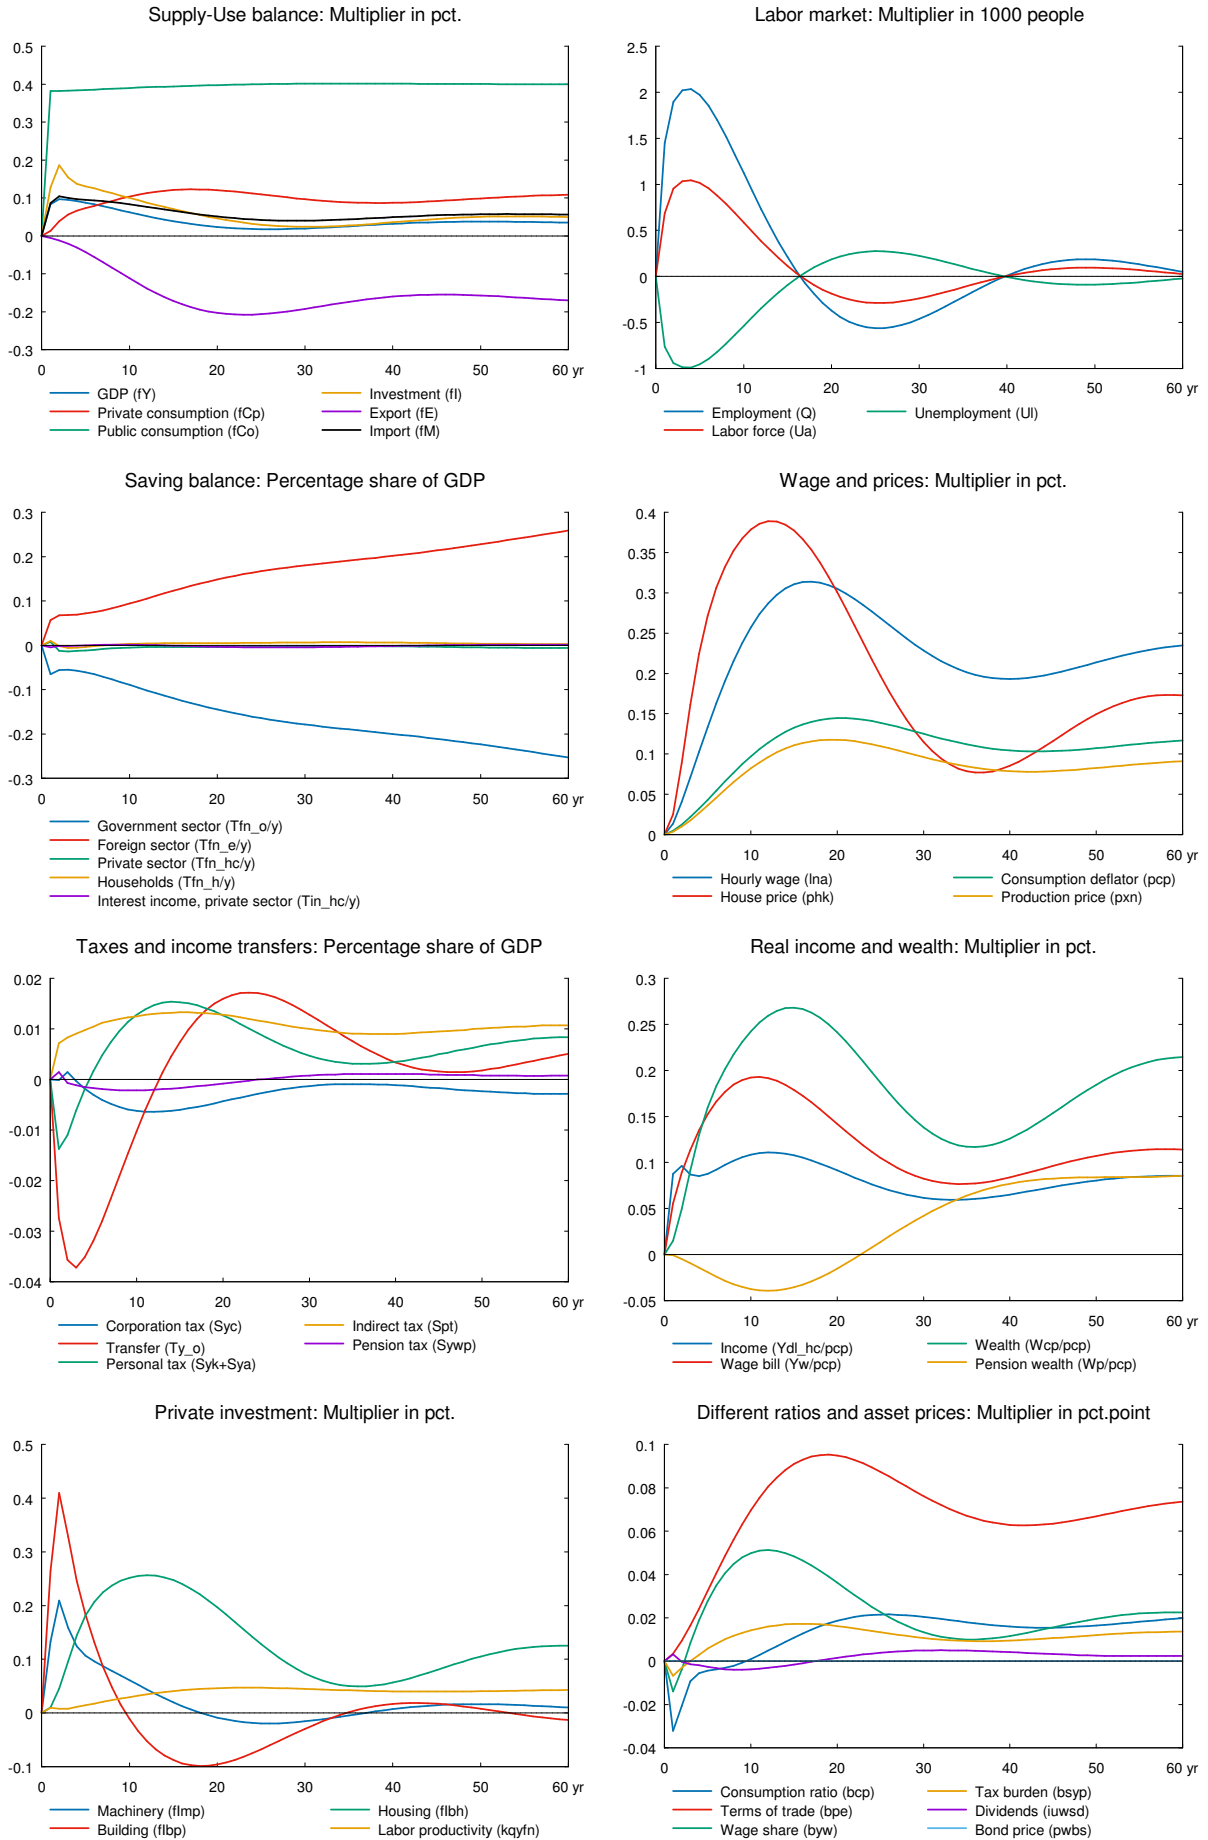 Supply-Use balance: Multiplier in pct.
0.5
0.4
0.3
0.2
0.1
0
-0.1
-0.2
-0.3
0 10 20 30 40 50 60 yr
GDP (fY) Investment (fI)
Private consumption (fCp) Export (fE)
Public consumption (fCo) Import (fM)
Labor market: Multiplier in 1000 people
2.5
2
1.5
1
0.5
0
-0.5
-1
0 10 20 30 40 50 60 yr
Employment (Q) Unemployment (Ul)
Labor force (Ua)
Saving balance: Percentage share of GDP
0.3
0.2
0.1
0
-0.1
-0.2
-0.3
0 10 20 30 40 50 60 yr
Government sector (Tfn_o/y)
Foreign sector (Tfn_e/y)
Private sector (Tfn_hc/y)
Households (Tfn_h/y)
Interest income, private sector (Tin_hc/y)
Wage and prices: Multiplier in pct.
0.4
0.35
0.3
0.25
0.2
0.15
0.1
0.05
0
0 10 20 30 40 50 60 yr
Hourly wage (lna) Consumption deflator (pcp)
House price (phk) Production price (pxn)
Taxes and income transfers: Percentage share of GDP
0.02
0.01
0
-0.01
-0.02
-0.03
-0.04
0 10 20 30 40 50 60 yr
Corporation tax (Syc) Indirect tax (Spt)
Transfer (Ty_o) Pension tax (Sywp)
Personal tax (Syk+Sya)
Real income and wealth: Multiplier in pct.
0.3
0.25
0.2
0.15
0.1
0.05
0
-0.05
0 10 20 30 40 50 60 yr
Income (Ydl_hc/pcp) Wealth (Wcp/pcp)
Wage bill (Yw/pcp) Pension wealth (Wp/pcp)
Private investment: Multiplier in pct.
0.5
0.4
0.3
0.2
0.1
0
-0.1
0 10 20 30 40 50 60 yr
Machinery (fImp) Housing (fIbh)
Building (fIbp) Labor productivity (kqyfn)
Different ratios and asset prices: Multiplier in pct.point
0.1
0.08
0.06
0.04
0.02
0
-0.02
-0.04
0 10 20 30 40 50 60 yr
Consumption ratio (bcp) Tax burden (bsyp)
Terms of trade (bpe) Dividends (iuwsd)
Wage share (byw) Bond price (pwbs)